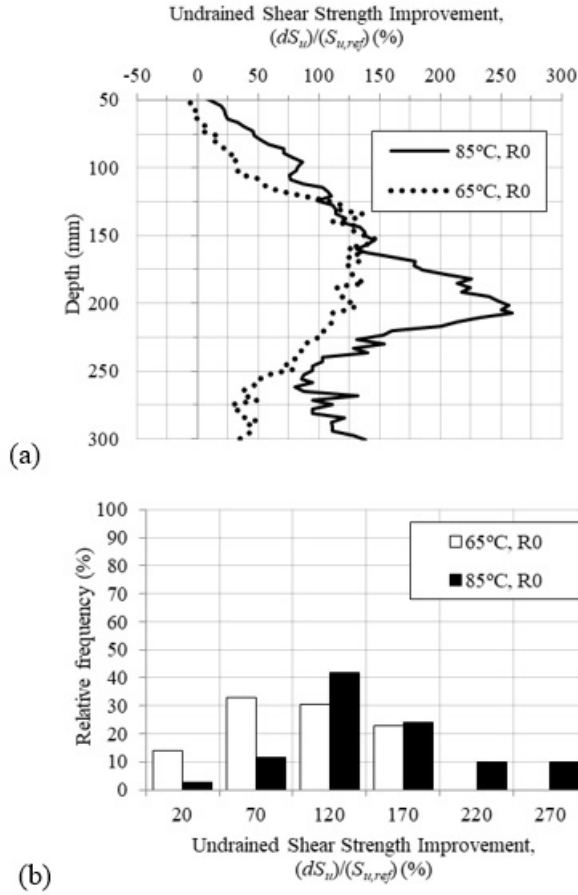 Undrained Shear Strength Improvement,
(dSu)/(Su,ref) (%)
-50 0 50 100 150 200 250 300
50
100
150
200
250
300
Depth (mm)
85°C, R0
65°C, R0
(a)
100
90
80
70
60
50
40
30
20
10
0
Relative frequency (%)
65°C, R0
85°C, R0
20 70 120 170 220 270
Undrained Shear Strength Improvement,
(dSu)/(Su,ref) (%)
(b)